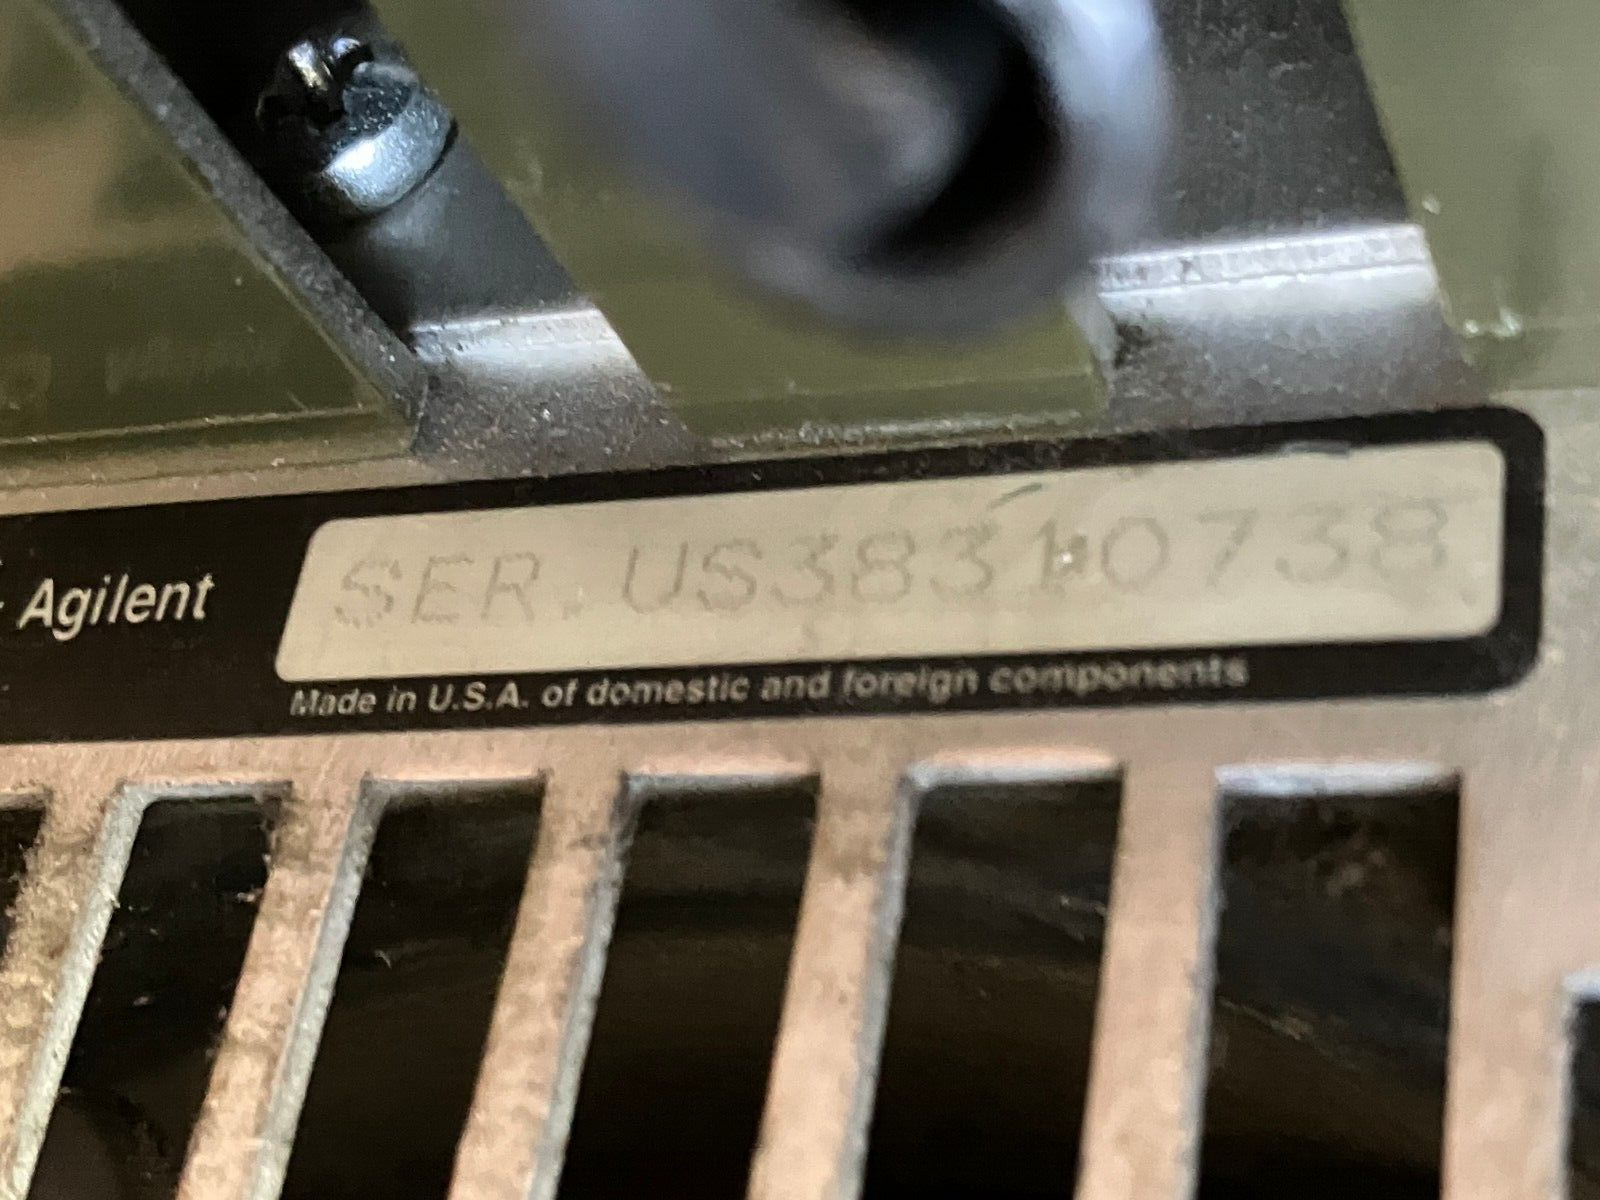 Agilent
SER. US38310738
Made in U.S.A. of domestic and foreign components